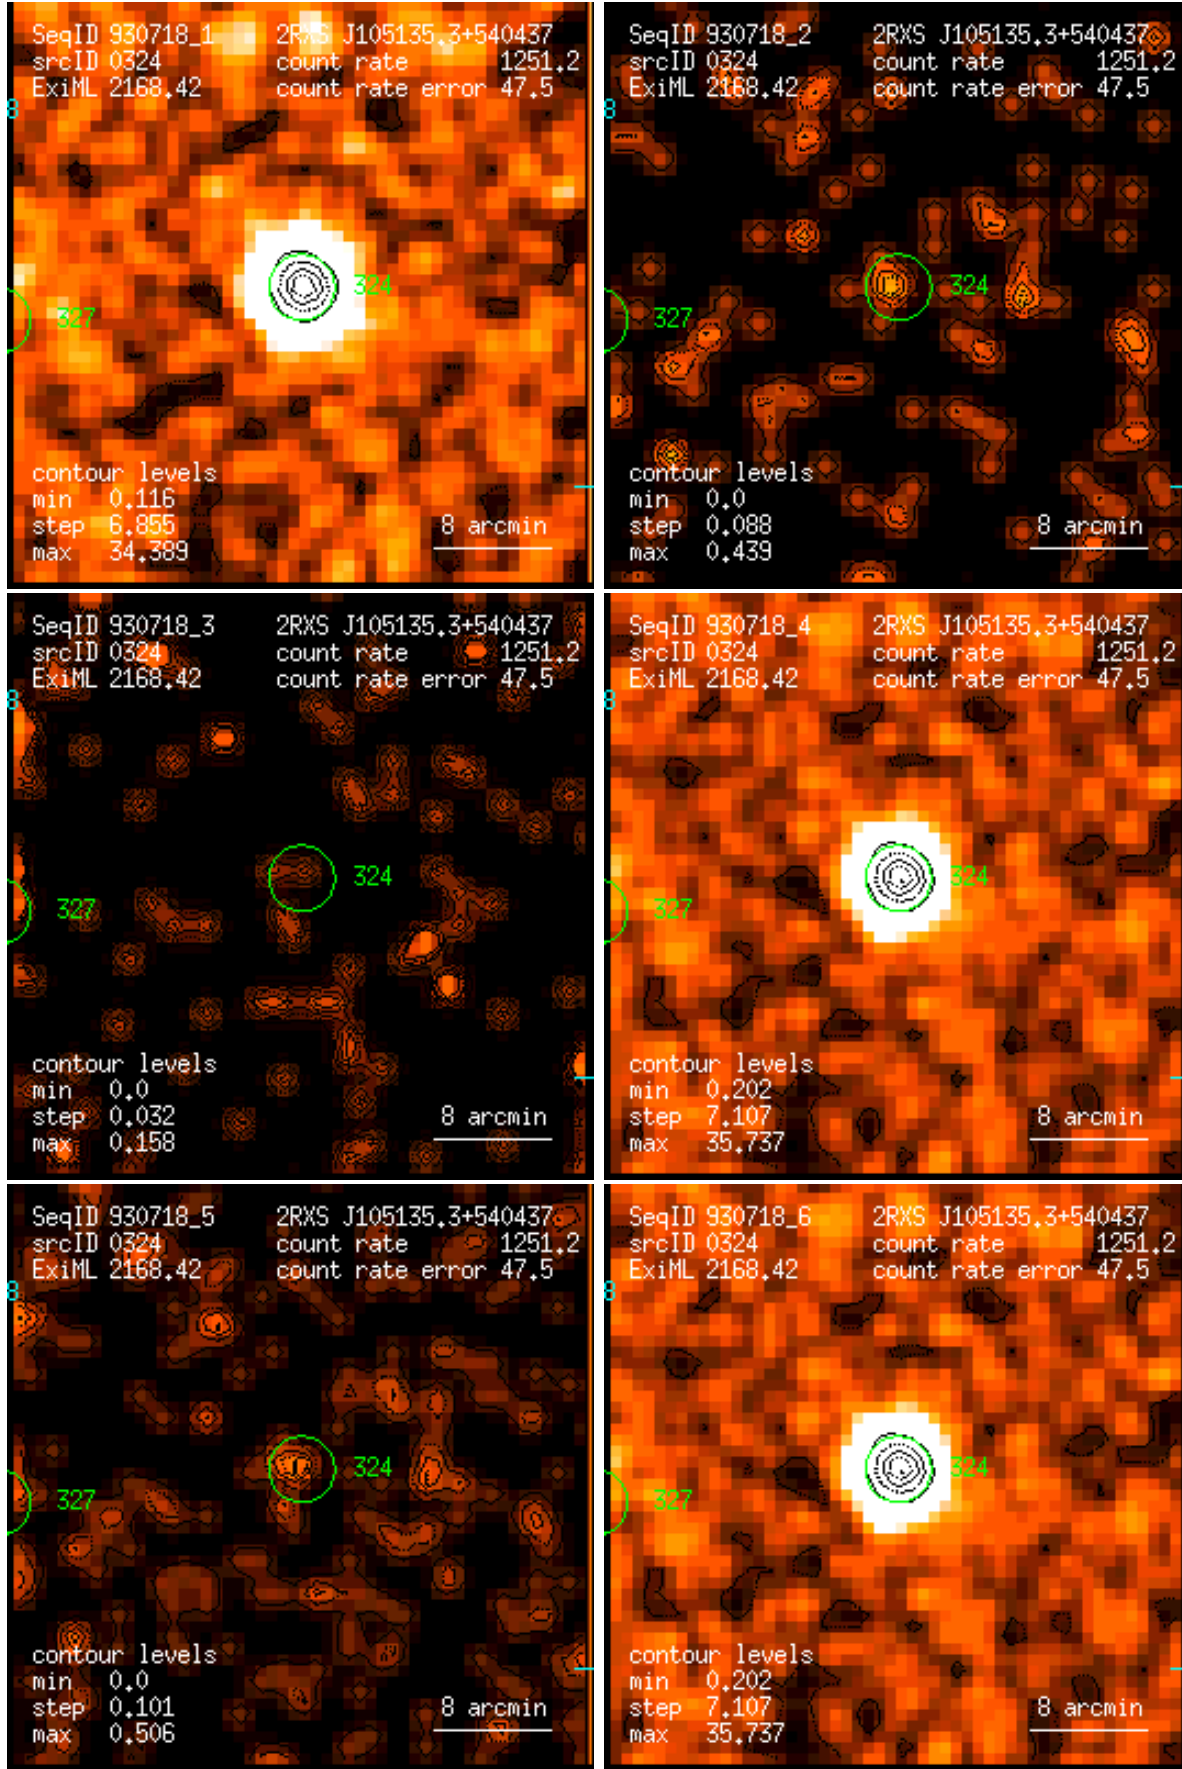 SeqID 930718_1 2RXS J105135.3+540437
srcID 0324 count rate 1251.2
ExiML 2168.42 count rate error 47.5
8
324
327
contour levels
min 0.116
step 6.855
max 34.389
8 arcmin
SeqID 930718_2 2RXS J105135.3+540437
srcID 0324 count rate 1251.2
ExiML 2168.42 count rate error 47.5
8
324
327
contour levels
min 0.0
step 0.088
max 0.439
8 arcmin
SeqID 930718_3 2RXS J105135.3+540437
srcID 0324 count rate 1251.2
ExiML 2168.42 count rate error 47.5
8
324
327
contour levels
min 0.0
step 0.032
max 0.158
8 arcmin
SeqID 930718_4 2RXS J105135.3+540437
srcID 0324 count rate 1251.2
ExiML 2168.42 count rate error 47.5
8
324
327
contour levels
min 0.202
step 7.107
max 35.737
8 arcmin
SeqID 930718_5 2RXS J105135.3+540437
srcID 0324 count rate 1251.2
ExiML 2168.42 count rate error 47.5
8
324
327
contour levels
min 0.0
step 0.101
max 0.506
8 arcmin
SeqID 930718_6 2RXS J105135.3+540437
srcID 0324 count rate 1251.2
ExiML 2168.42 count rate error 47.5
8
324
327
contour levels
min 0.202
step 7.107
max 35.737
8 arcmin